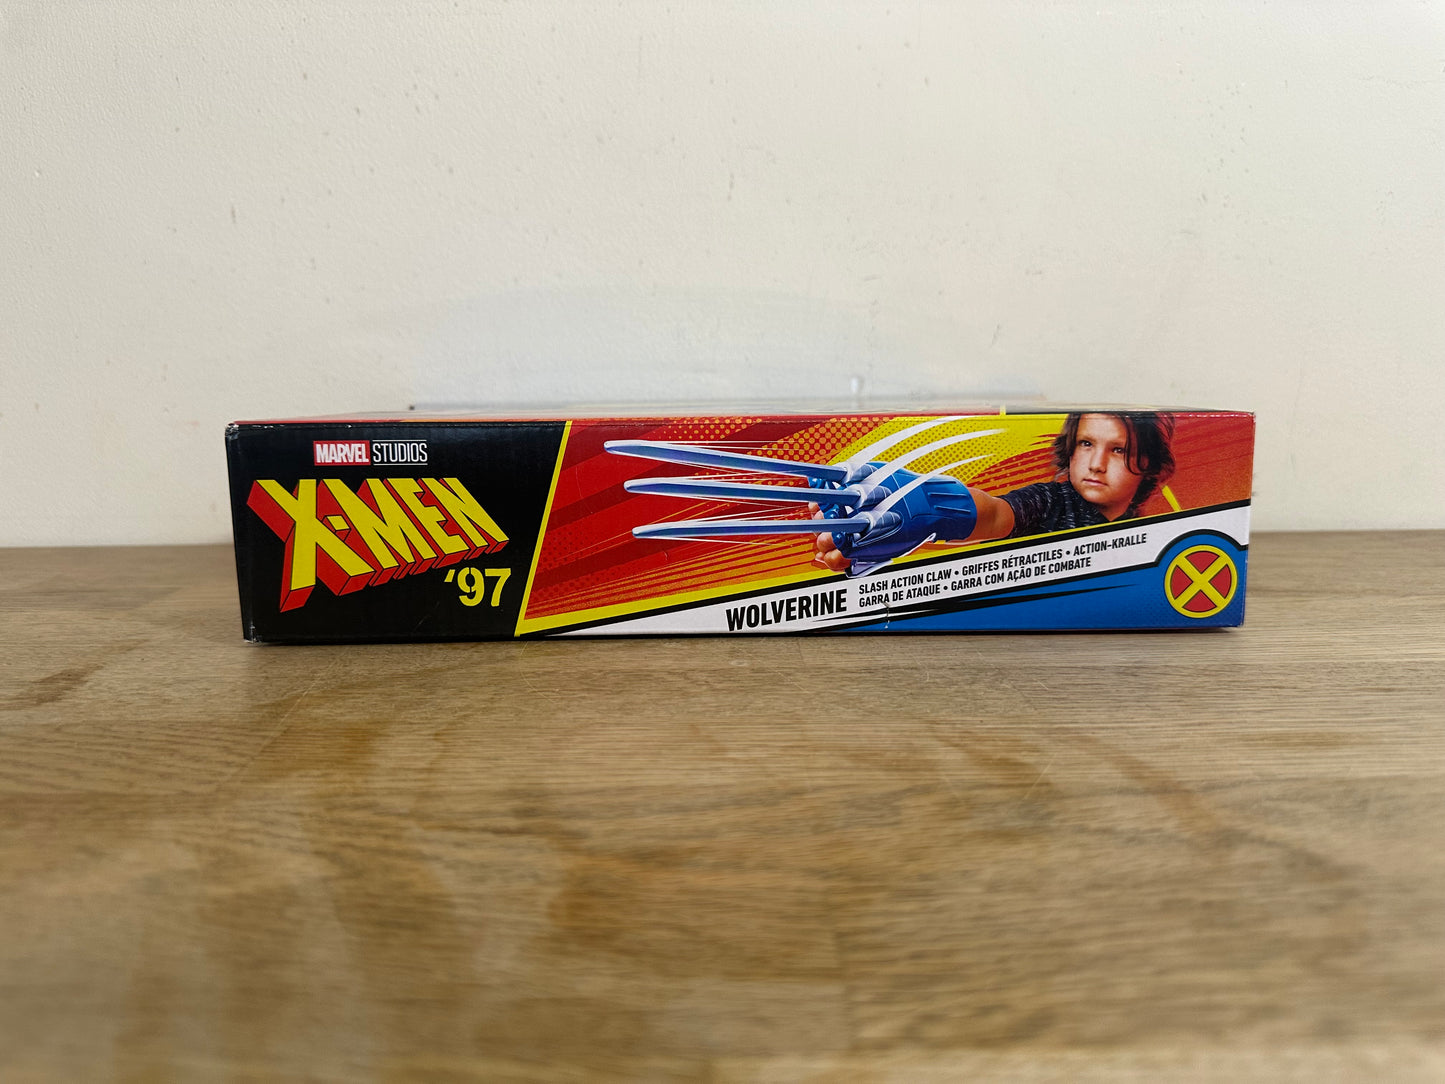 MARVEL STUDIOS
X-MEN
'97
WOLVERINE
SLASH ACTION CLAW • GRIFFES RÉTRACTILES • ACTION-KRALLE
GARRA DE ATAQUE • GARRA COM AÇÃO DE COMBATE